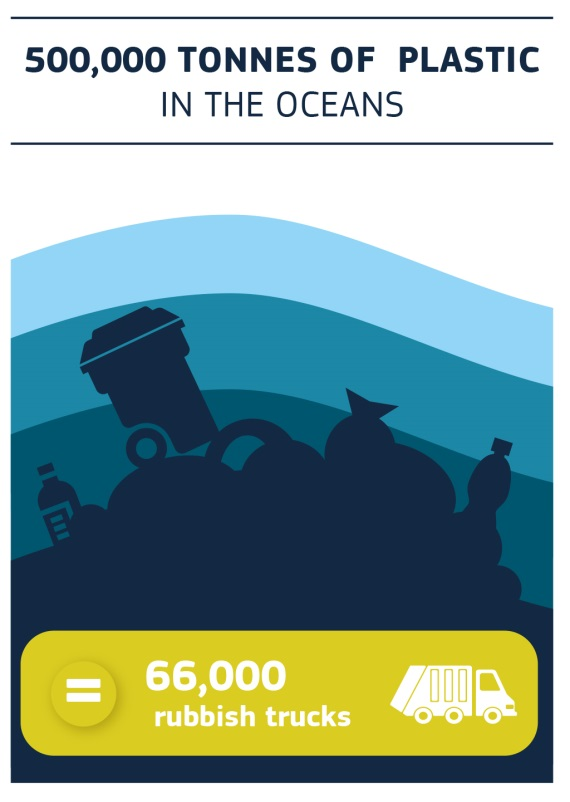 500,000 TONNES OF PLASTIC
IN THE OCEANS
= 66,000
rubbish trucks